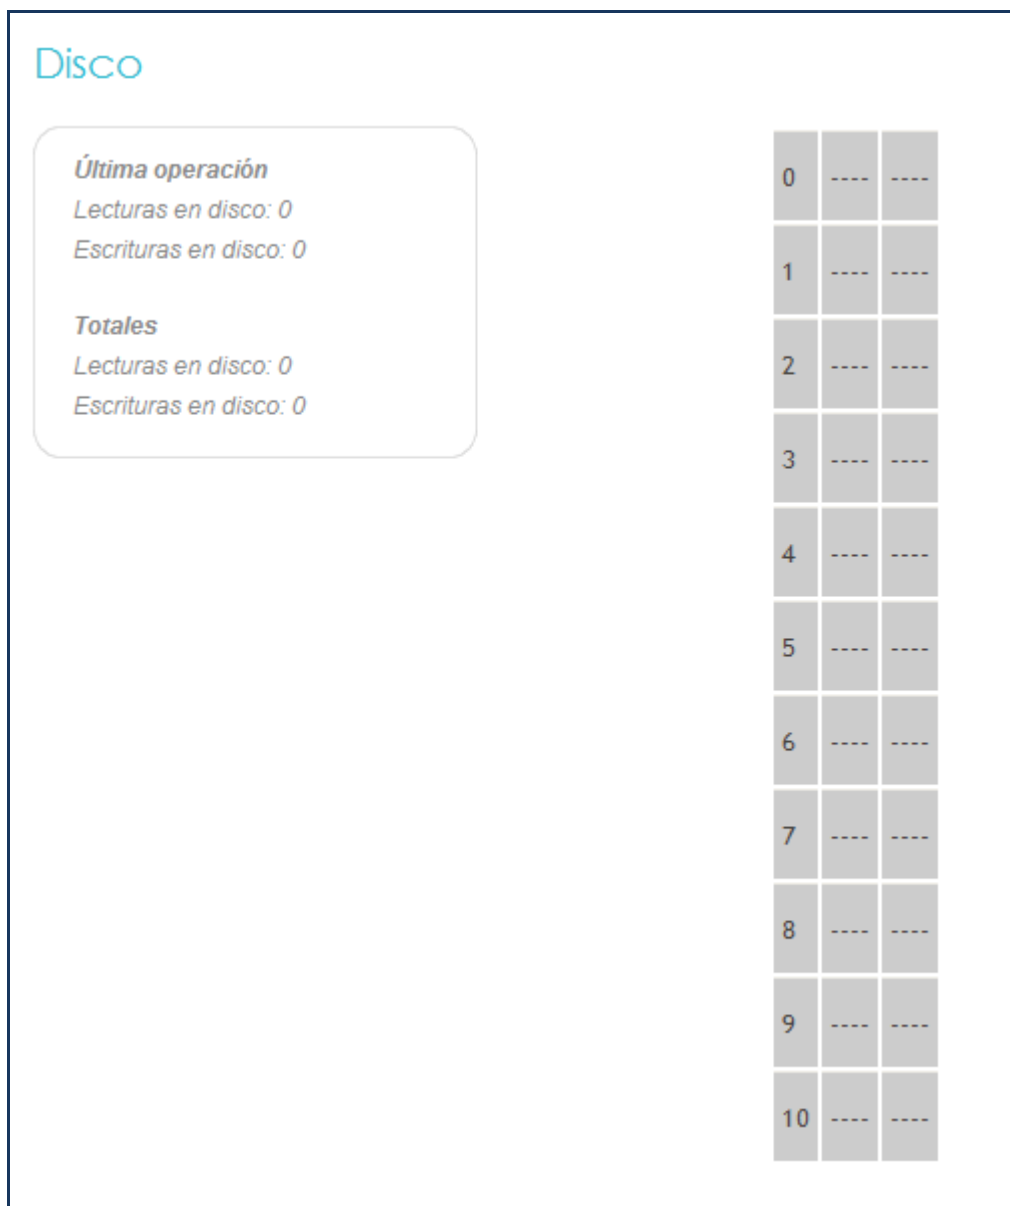 Disco
Última operación
Lecturas en disco: 0
Escrituras en disco: 0
Totales
Lecturas en disco: 0
Escrituras en disco: 0
0 ---- ----
1 ---- ----
2 ---- ----
3 ---- ----
4 ---- ----
5 ---- ----
6 ---- ----
7 ---- ----
8 ---- ----
9 ---- ----
10 ---- ----